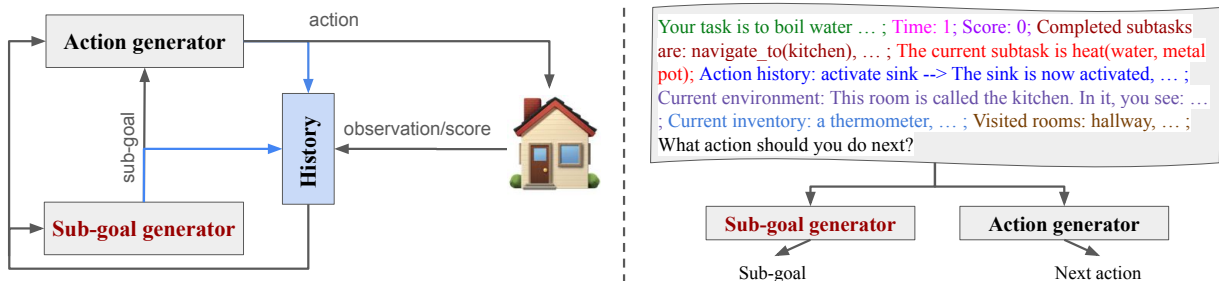 action
Action generator
sub-goal
History
observation/score
Sub-goal generator
Your task is to boil water … ; Time: 1; Score: 0; Completed subtasks
are: navigate_to(kitchen), … ; The current subtask is heat(water, metal
pot); Action history: activate sink --> The sink is now activated, … ;
Current environment: This room is called the kitchen. In it, you see: …
; Current inventory: a thermometer, … ; Visited rooms: hallway, … ;
What action should you do next?
Sub-goal generator
Action generator
Sub-goal
Next action